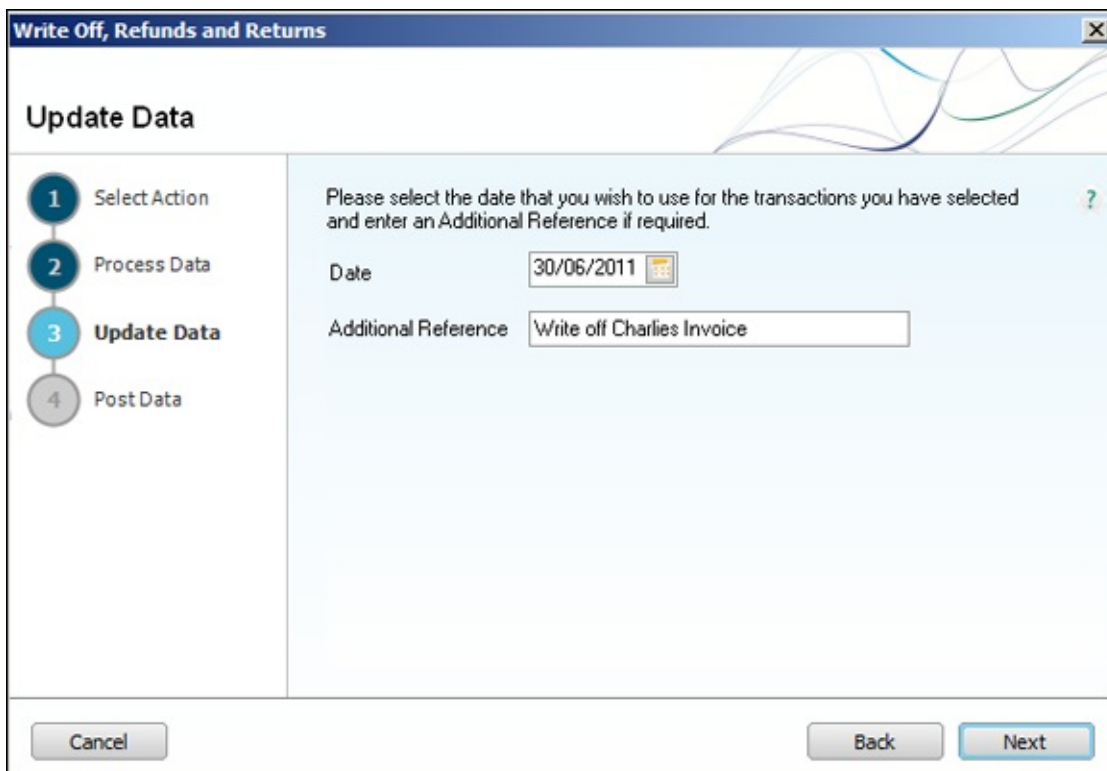 Write Off, Refunds and Returns
Update Data
1 Select Action
2 Process Data
3 Update Data
4 Post Data
Please select the date that you wish to use for the transactions you have selected
and enter an Additional Reference if required.
?
Date 30/06/2011
Additional Reference Write off Charlies Invoice
Cancel Back Next